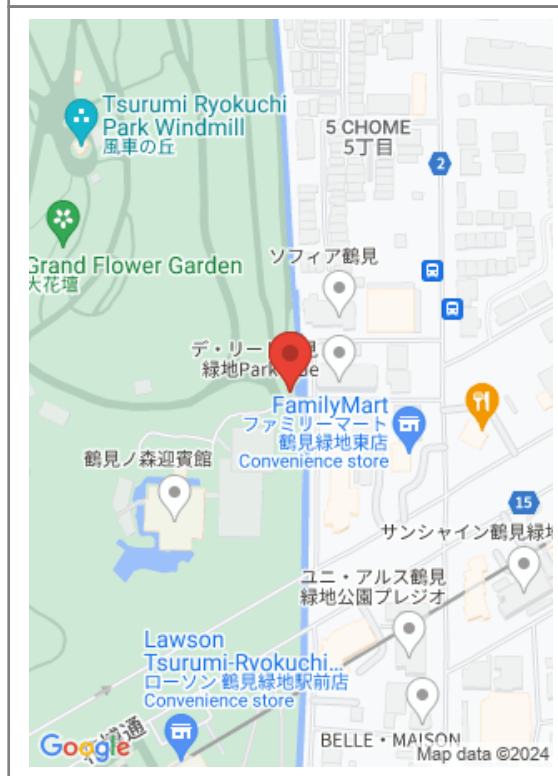 Tsurumi Ryokuchi
Park Windmill
風車の丘
5 CHOME
5丁目
2
Grand Flower Garden
大花壇
ソフィア鶴見
デ・リー
見
緑地Park
FamilyMart
ファミリーマート
鶴見緑地東店
Convenience store
鶴見ノ森迎賓館
15
サンシャイン鶴見緑地
ユニ・アルス鶴見
緑地公園プレジオ
Lawson
Tsurumi-Ryokuchi...
ローソン 鶴見緑地駅前店
Convenience store
通
BELLE・MAISON
Google
Map data ©2024